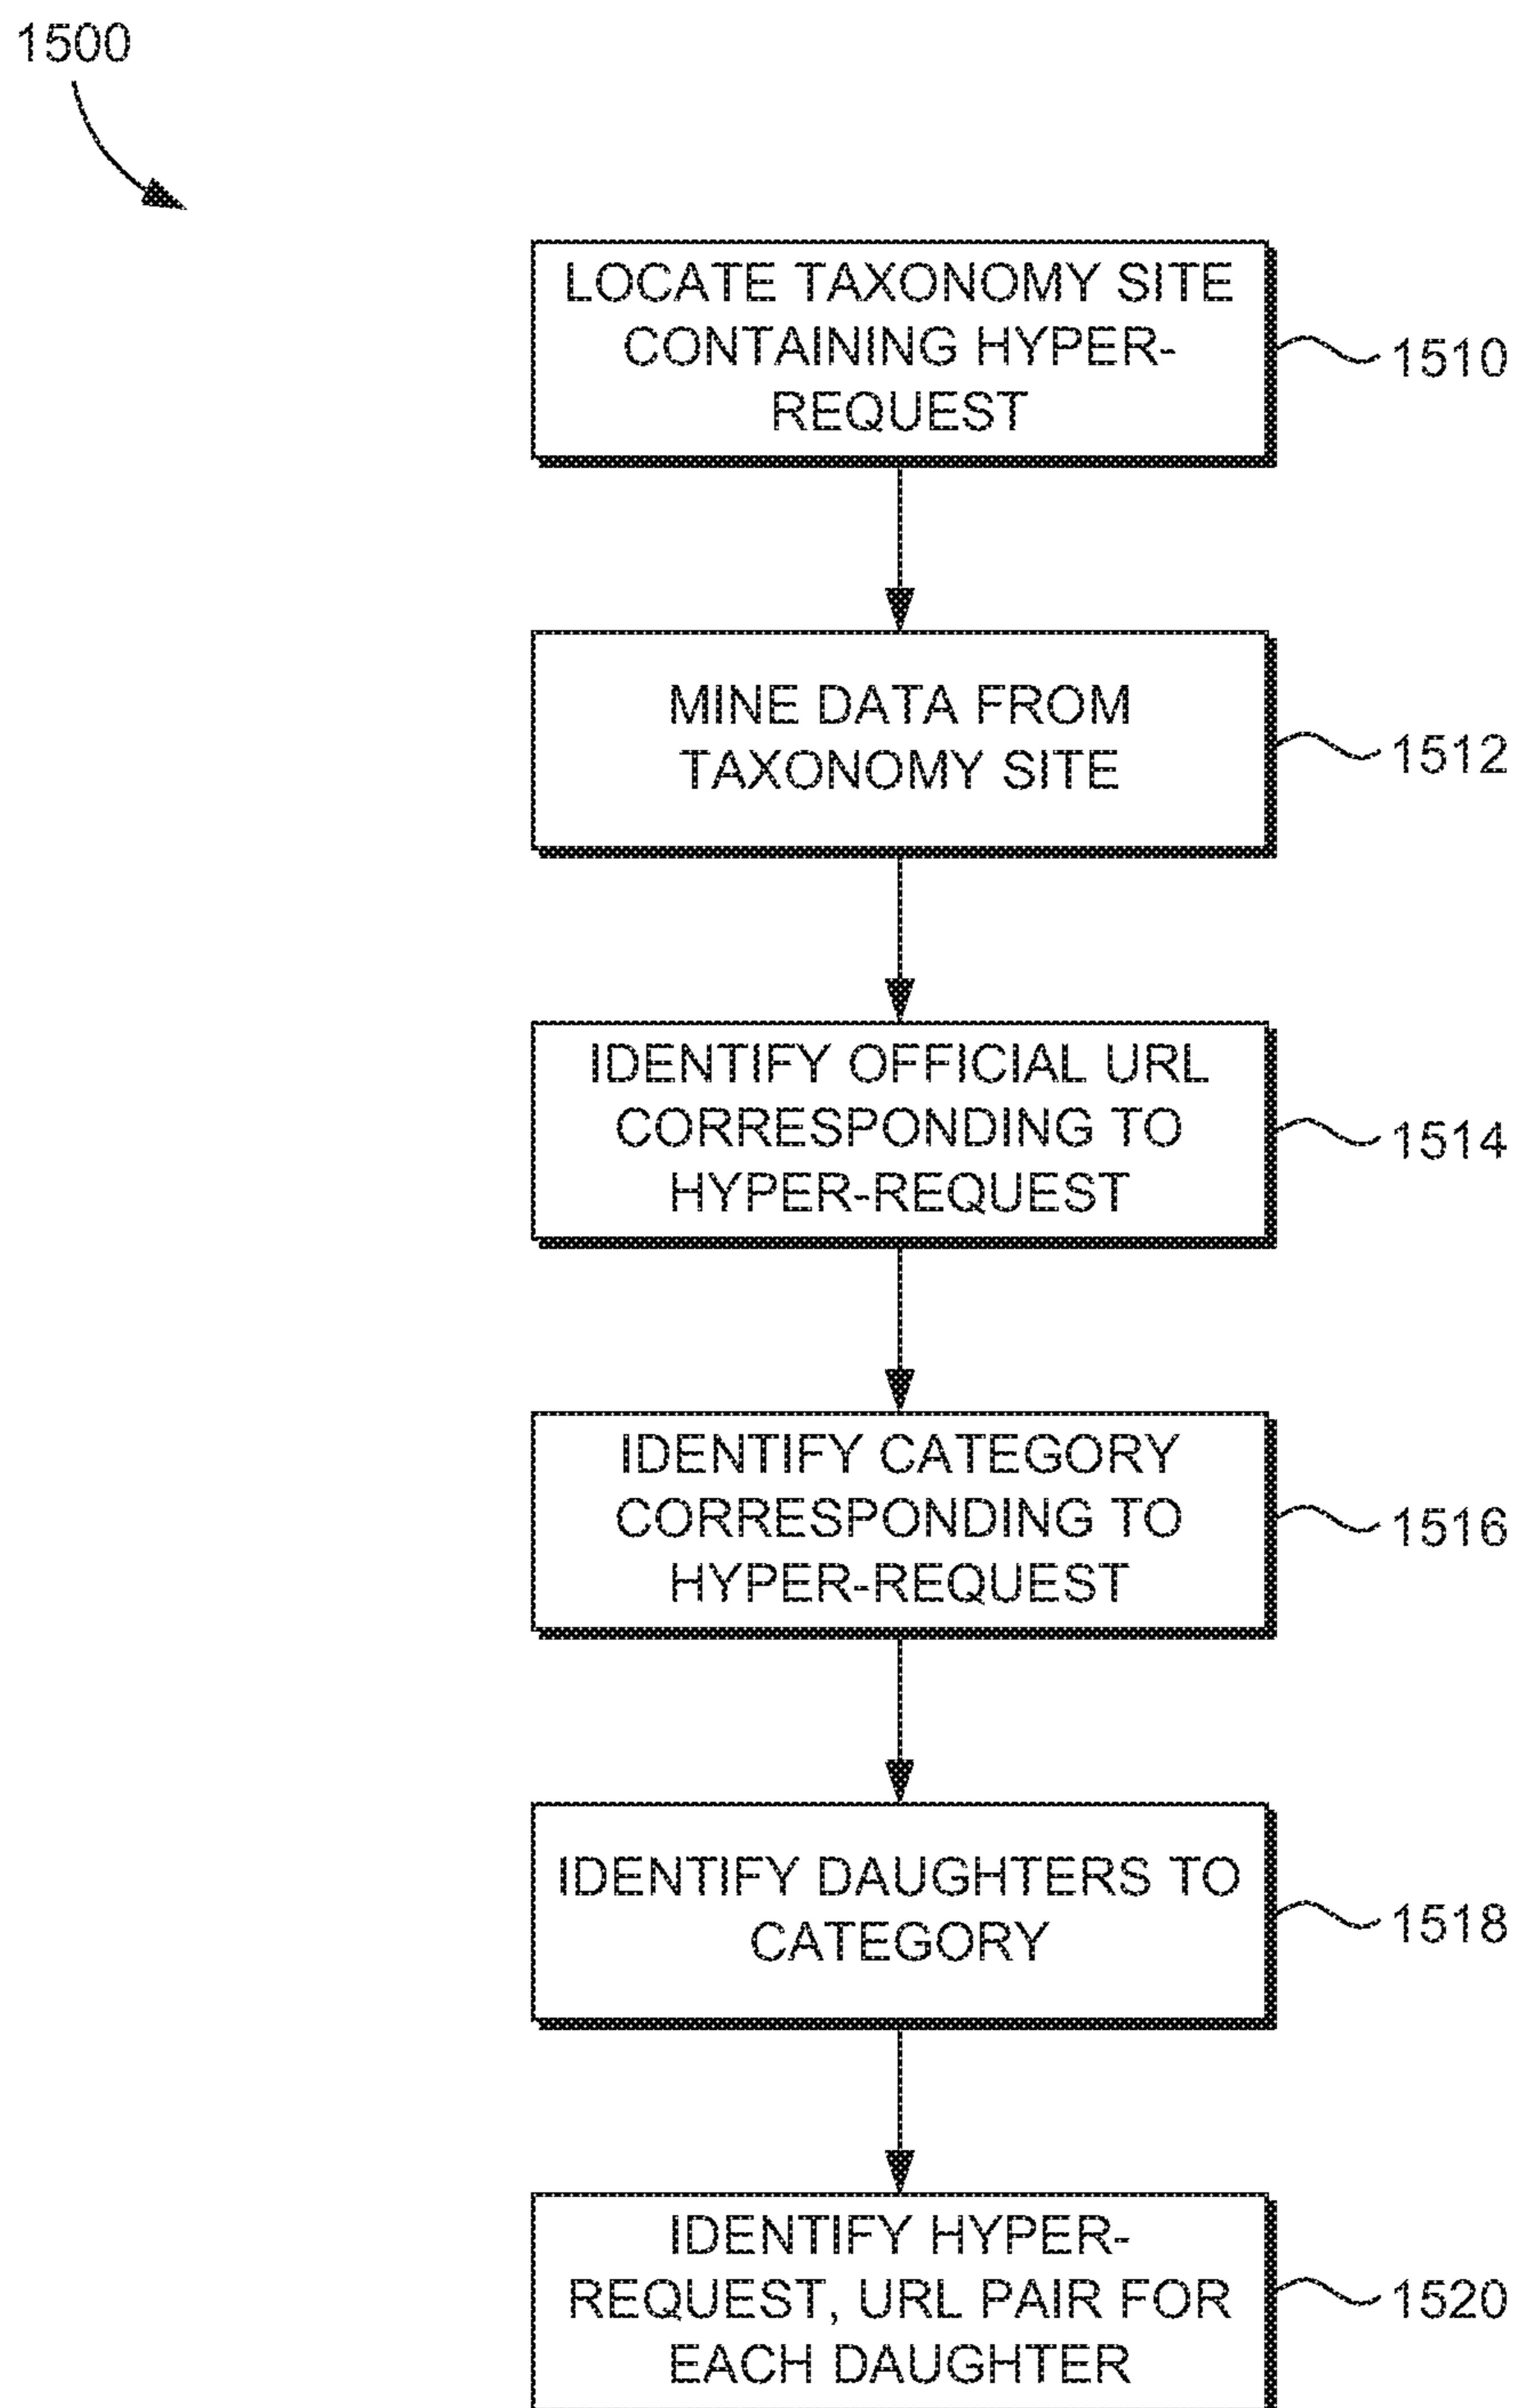 1500
LOCATE TAXONOMY SITE
CONTAINING HYPER-
REQUEST
1510
MINE DATA FROM
TAXONOMY SITE
1512
IDENTIFY OFFICIAL URL
CORRESPONDING TO
HYPER-REQUEST
1514
IDENTIFY CATEGORY
CORRESPONDING TO
HYPER-REQUEST
1516
IDENTIFY DAUGHTERS TO
CATEGORY
1518
IDENTIFY HYPER-
REQUEST, URL PAIR FOR
EACH DAUGHTER
1520